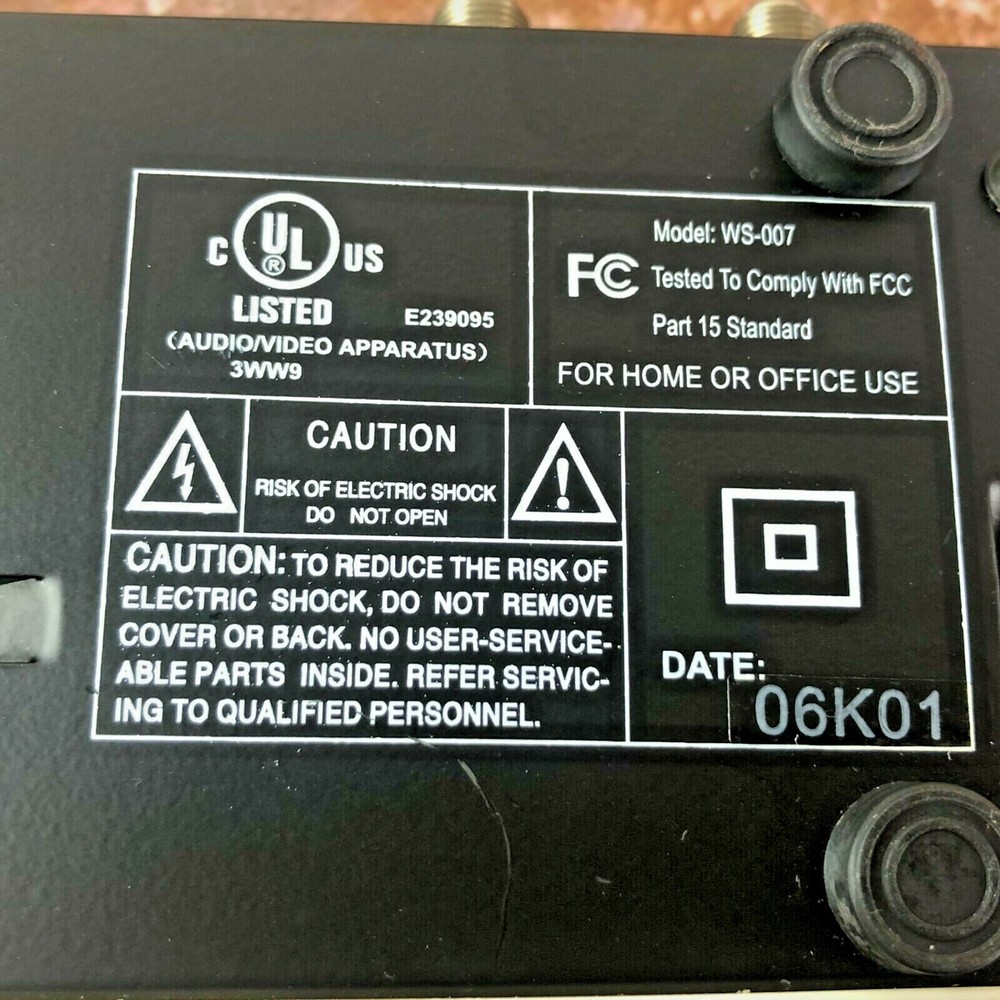 C UL® US
LISTED E239095
(AUDIO/VIDEO APPARATUS)
3WW9
Model: WS-007
FC Tested To Comply With FCC
Part 15 Standard
FOR HOME OR OFFICE USE
CAUTION
RISK OF ELECTRIC SHOCK
DO NOT OPEN
!
CAUTION: TO REDUCE THE RISK OF
ELECTRIC SHOCK, DO NOT REMOVE
COVER OR BACK. NO USER-SERVICE-
ABLE PARTS INSIDE. REFER SERVIC-
ING TO QUALIFIED PERSONNEL.
DATE:
06K01